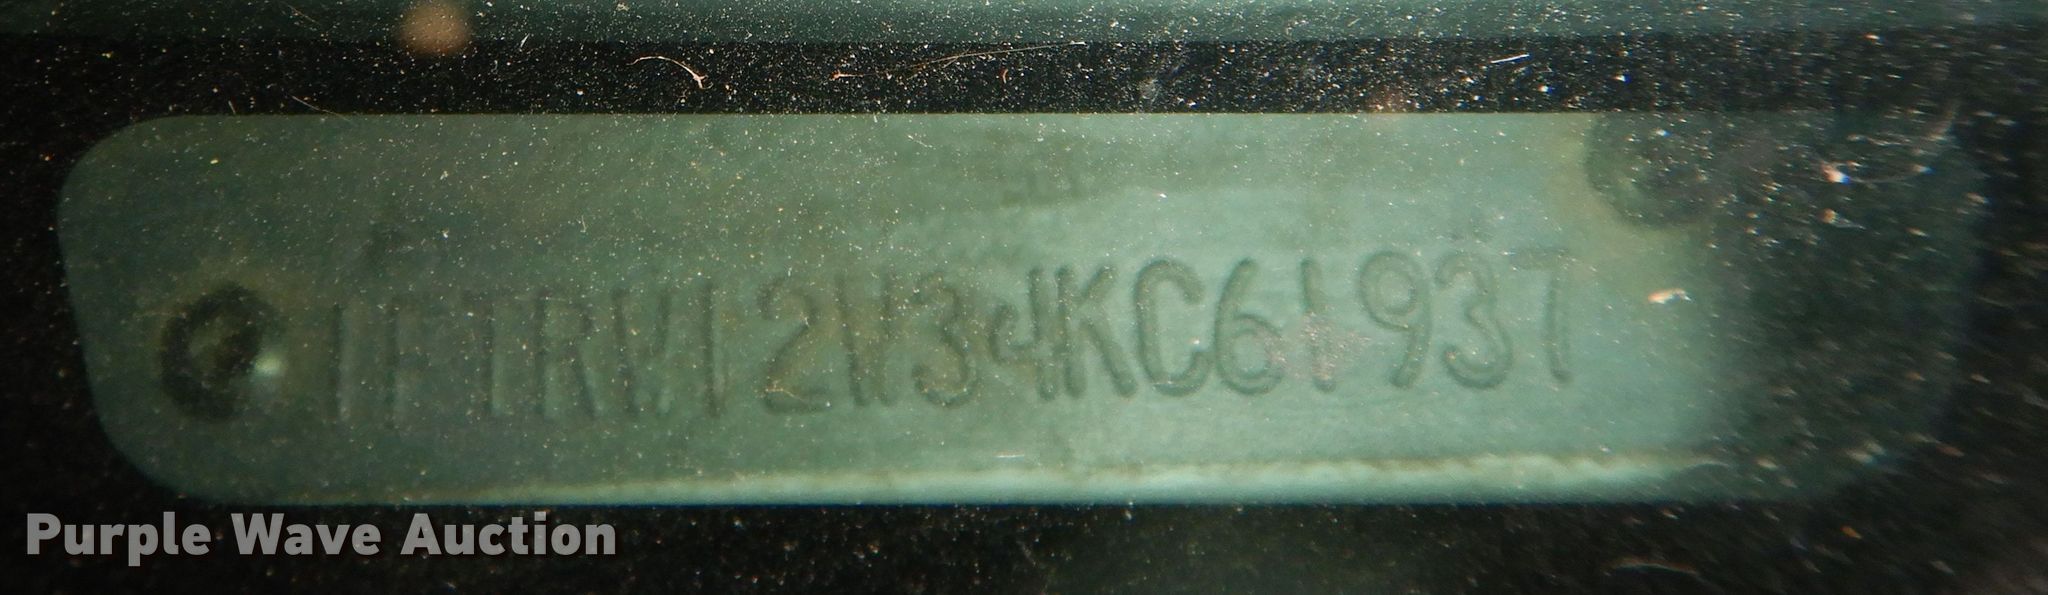 1FTRW12W34KC61937
Purple Wave Auction